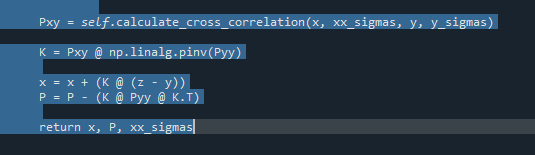 Pxy = self.calculate_cross_correlation(x, xx_sigmas, y, y_sigmas)
K = Pxy @ np.linalg.pinv(Pyy)
x = x + (K @ (z - y))
P = P - (K @ Pyy @ K.T)
return x, P, xx_sigmas